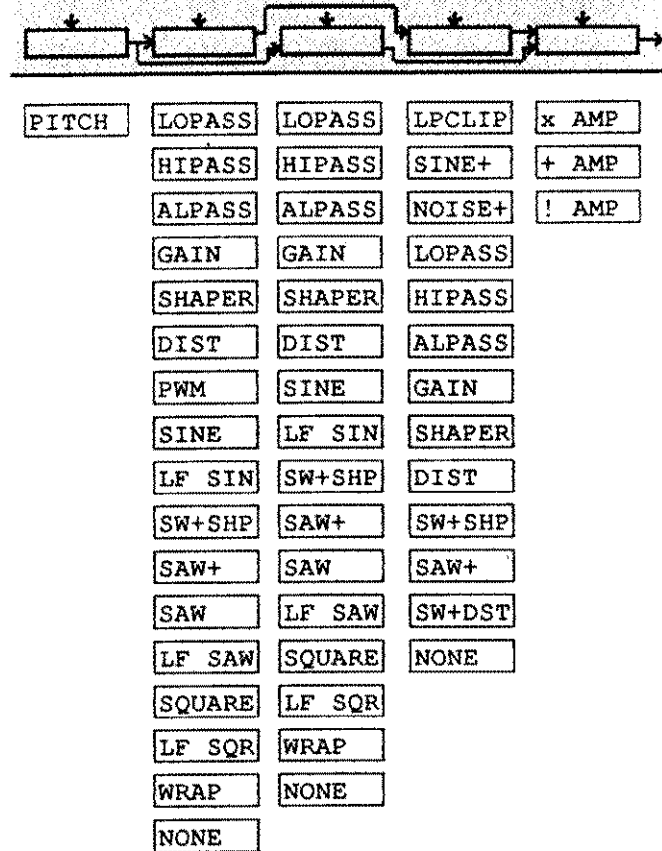 PITCH LOPASS LOPASS LPCLIP x AMP
HIPASS HIPASS SINE+ + AMP
ALPASS ALPASS NOISE+ ! AMP
GAIN GAIN LOPASS
SHAPER SHAPER HIPASS
DIST DIST ALPASS
PWM SINE GAIN
SINE LF SIN SHAPER
LF SIN SW+SHP DIST
SW+SHP SAW+ SW+SHP
SAW+ SAW SAW+
SAW LF SAW SW+DST
LF SAW SQUARE NONE
SQUARE LF SQR
LF SQR WRAP
WRAP NONE
NONE